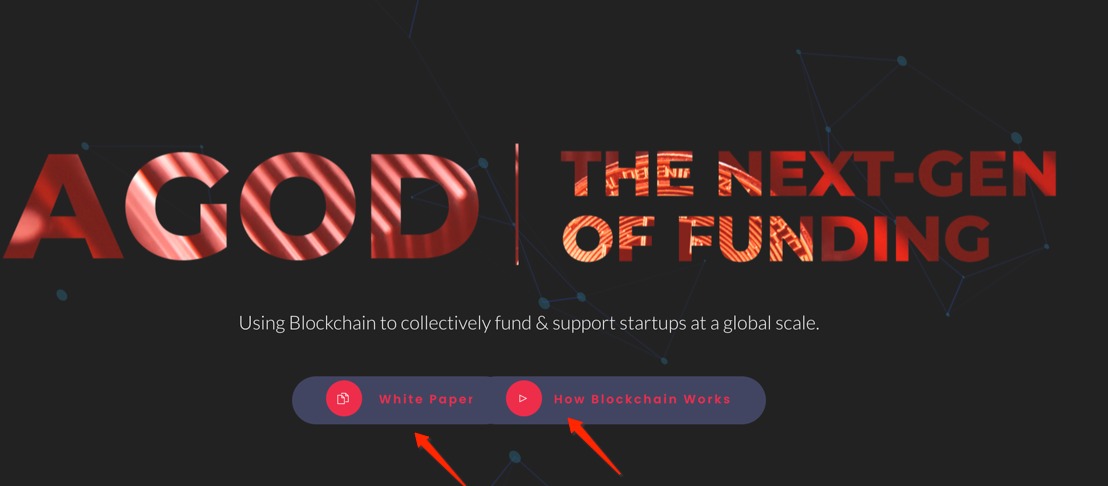 AGOD
THE NEXT-GEN
OF FUNDING
Using Blockchain to collectively fund & support startups at a global scale.
White Paper
How Blockchain Works